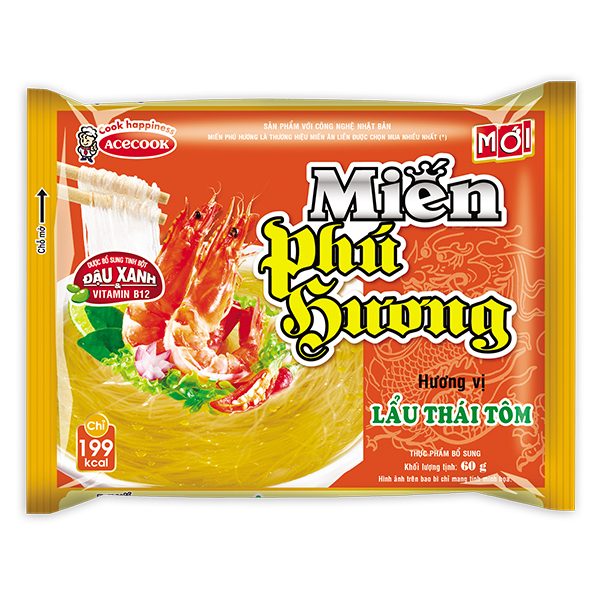 Cook happiness
ACECOOK
SẢN PHẨM VỚI CÔNG NGHỆ NHẬT BẢN
MIẾN PHÚ HƯƠNG LÀ THƯƠNG HIỆU MIẾN ĂN LIỀN ĐƯỢC CHỌN MUA NHIỀU NHẤT (*)
MỚI
Chỗ mở
Miến
Phú
Hương
ĐƯỢC BỔ SUNG TINH BỘT
ĐẬU XANH
&
VITAMIN B12
Hương vị
LẨU THÁI TÔM
Chỉ
199
kcal
THỰC PHẨM BỔ SUNG
Khối lượng tịnh: 60 g
Hình ảnh trên bao bì chỉ mang tính minh họa.